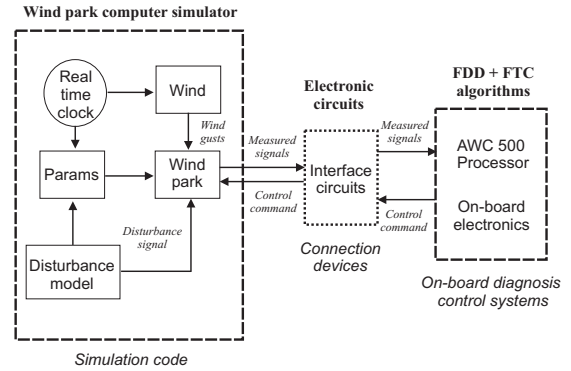 Wind park computer simulator
Real
time
clock
Wind
Wind
gusts
Params
Wind
park
Disturbance
signal
Disturbance
model
Simulation code
Measured
signals
Control
command
Electronic
circuits
Interface
circuits
Connection
devices
Measured
signals
Control
command
FDD + FTC
algorithms
AWC 500
Processor
On-board
electronics
On-board diagnosis
control systems